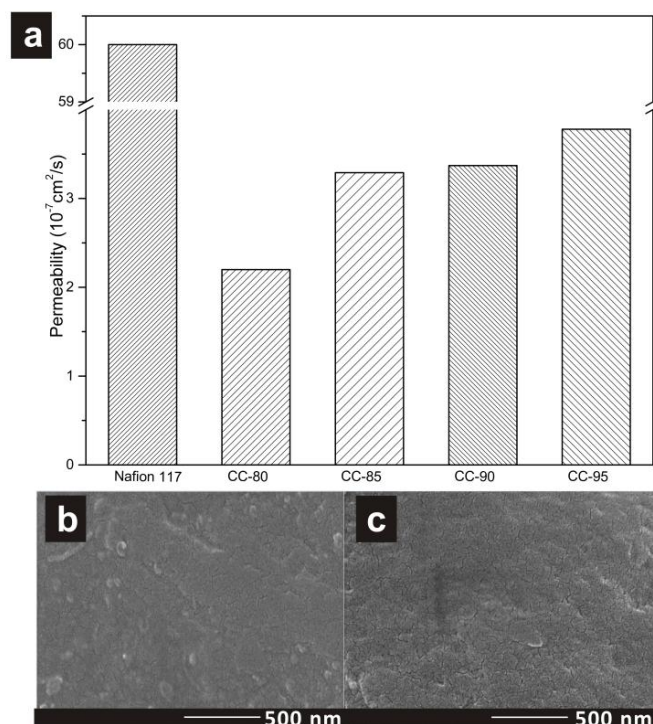 a
60
59
3
2
1
0
Permeability (10⁻⁷cm²/s)
Nafion 117 CC-80 CC-85 CC-90 CC-95
b
c
500 nm
500 nm